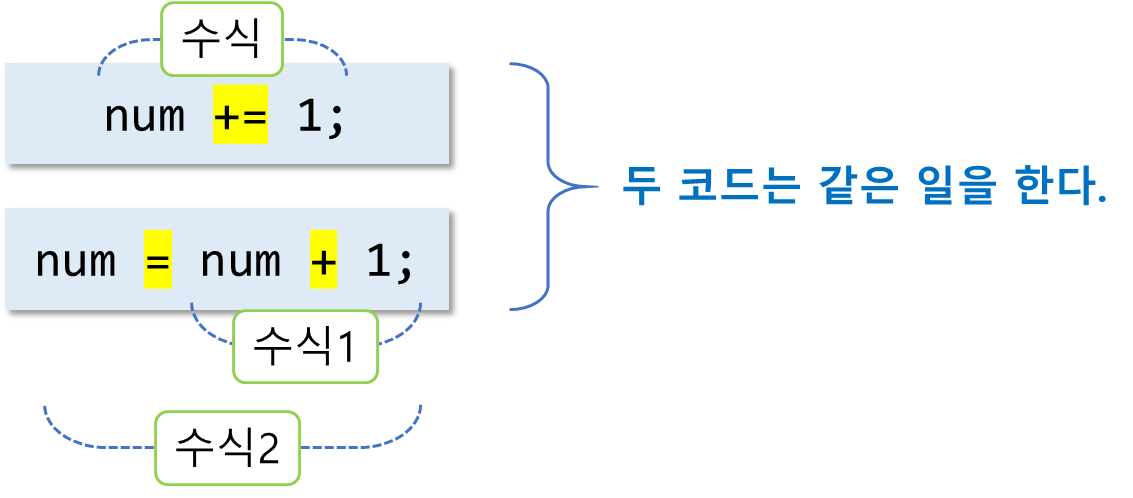 수식
num += 1;
두 코드는 같은 일을 한다.
num = num + 1;
수식1
수식2